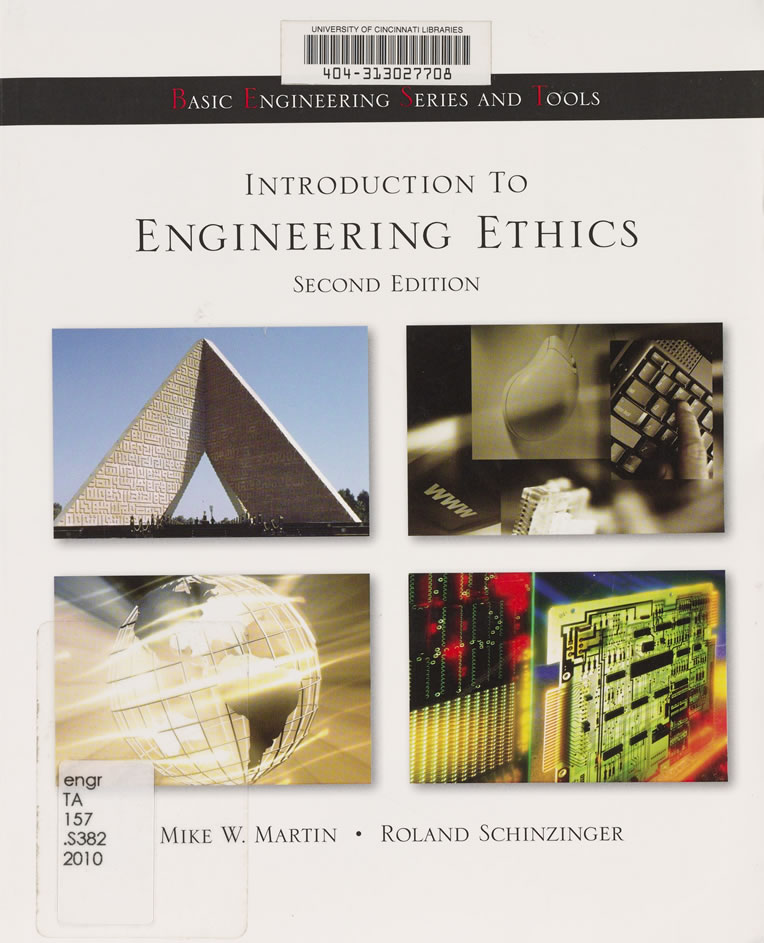 UNIVERSITY OF CINCINNATI LIBRARIES
404-313027708
BASIC ENGINEERING SERIES AND TOOLS
INTRODUCTION TO
ENGINEERING ETHICS
SECOND EDITION
WWW
engr
TA
157
.S382
2010
MIKE W. MARTIN • ROLAND SCHINZINGER